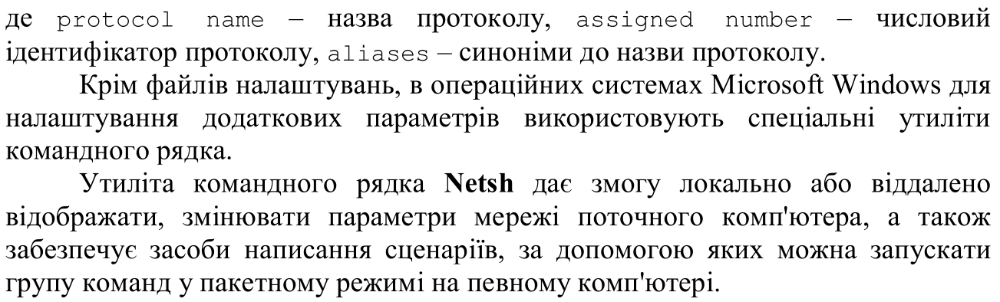 де protocol name – назва протоколу, assigned number – числовий
ідентифікатор протоколу, aliases – синоніми до назви протоколу.
Крім файлів налаштувань, в операційних системах Microsoft Windows для
налаштування додаткових параметрів використовують спеціальні утиліти
командного рядка.
Утиліта командного рядка Netsh дає змогу локально або віддалено
відображати, змінювати параметри мережі поточного комп'ютера, а також
забезпечує засоби написання сценаріїв, за допомогою яких можна запускати
групу команд у пакетному режимі на певному комп'ютері.